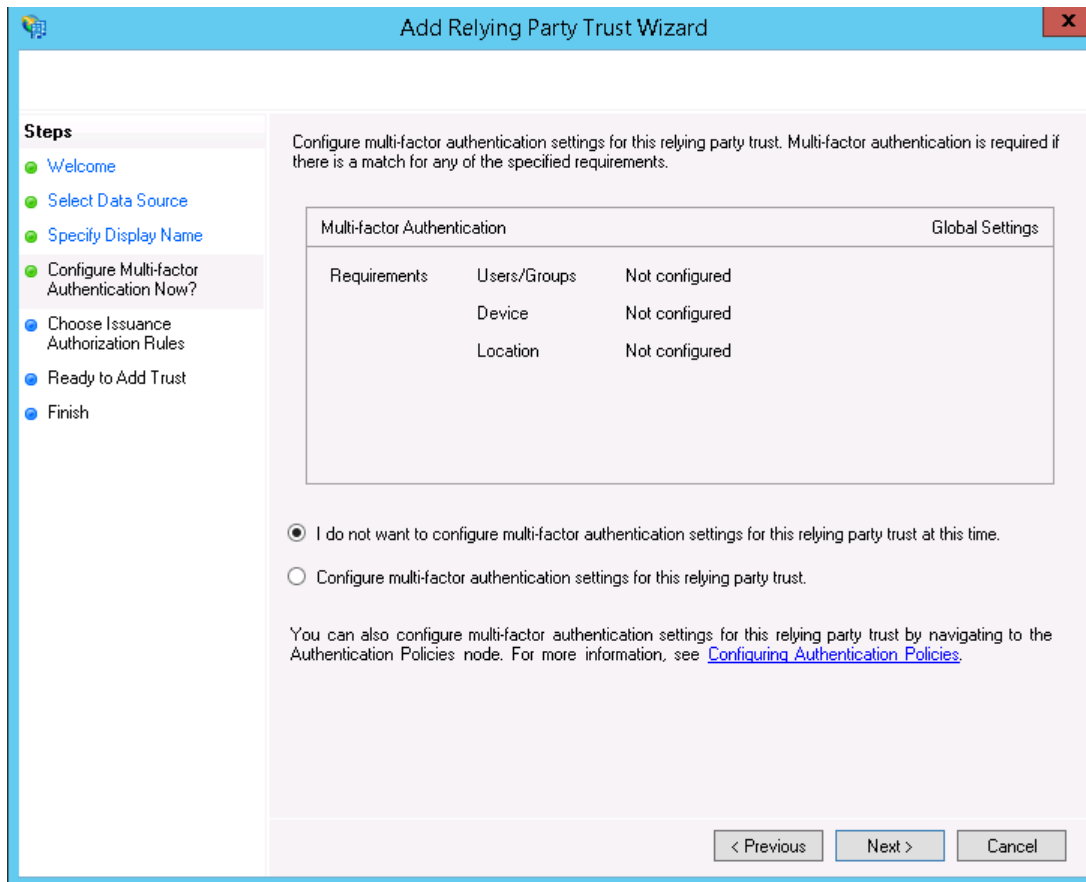 Add Relying Party Trust Wizard
x
Steps
Welcome
Select Data Source
Specify Display Name
Configure Multi-factor
Authentication Now?
Choose Issuance
Authorization Rules
Ready to Add Trust
Finish
Configure multi-factor authentication settings for this relying party trust. Multi-factor authentication is required if
there is a match for any of the specified requirements.
Multi-factor Authentication Global Settings
Requirements Users/Groups Not configured
Device Not configured
Location Not configured
I do not want to configure multi-factor authentication settings for this relying party trust at this time.
Configure multi-factor authentication settings for this relying party trust.
You can also configure multi-factor authentication settings for this relying party trust by navigating to the
Authentication Policies node. For more information, see Configuring Authentication Policies.
< Previous Next > Cancel